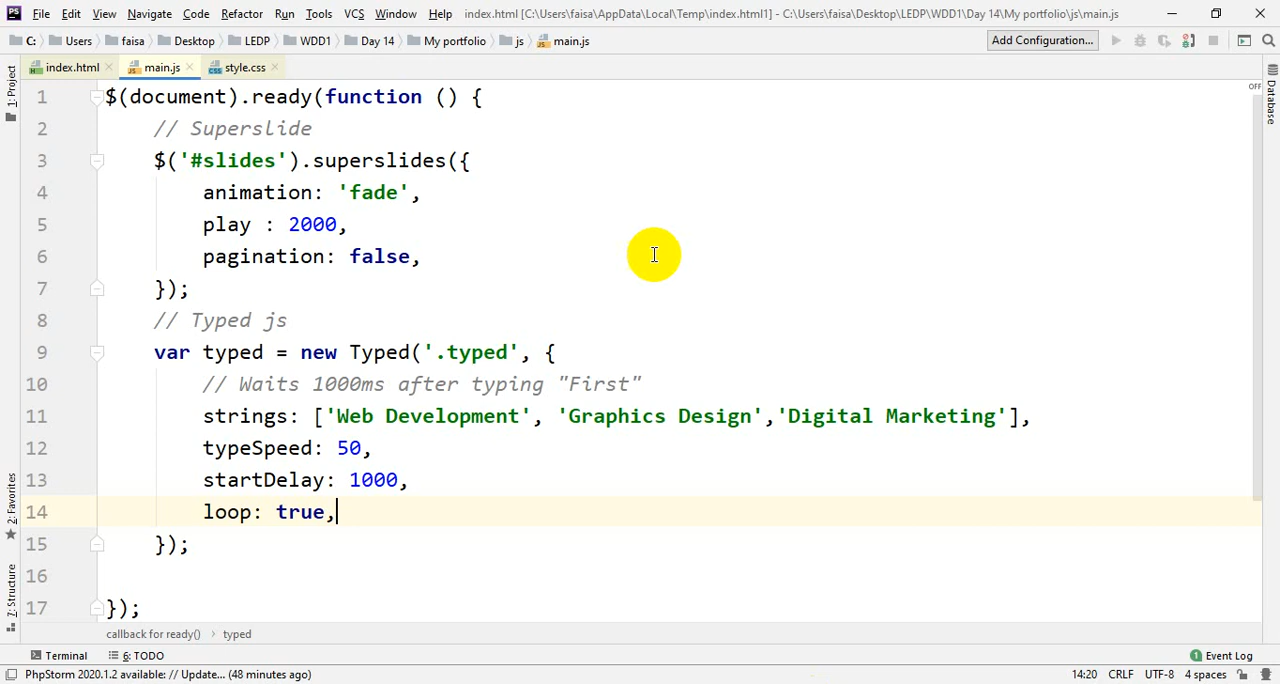 PS File Edit View Navigate Code Refactor Run Tools VCS Window Help index.html [C:\Users\faisa\AppData\Local\Temp\index.html1] - C:\Users\faisa\Desktop\LEDP\WDD1\Day 14\My portfolio\js\main.js
C: Users faisa Desktop LEDP WDD1 Day 14 My portfolio js main.js Add Configuration...
index.html main.js style.css
1: Project
Database
OFF
1 $(document).ready(function () {
2 // Superslide
3 $('#slides').superslides({
4 animation: 'fade',
5 play : 2000,
6 pagination: false,
7 });
8 // Typed js
9 var typed = new Typed('.typed', {
10 // Waits 1000ms after typing "First"
11 strings: ['Web Development', 'Graphics Design','Digital Marketing'],
12 typeSpeed: 50,
13 startDelay: 1000,
14 loop: true,
15 });
16
17 });
2: Favorites
7: Structure
callback for ready() › typed
Terminal 6: TODO 1 Event Log
PhpStorm 2020.1.2 available: // Update... (48 minutes ago) 14:20 CRLF UTF-8 4 spaces